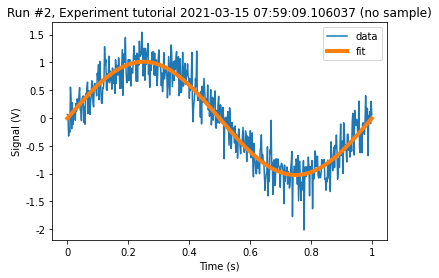 Run #2, Experiment tutorial 2021-03-15 07:59:09.106037 (no sample)
data
fit
Signal (V)
1.5
1
0.5
0
-0.5
-1
-1.5
-2
0
0.2
0.4
0.6
0.8
1
Time (s)